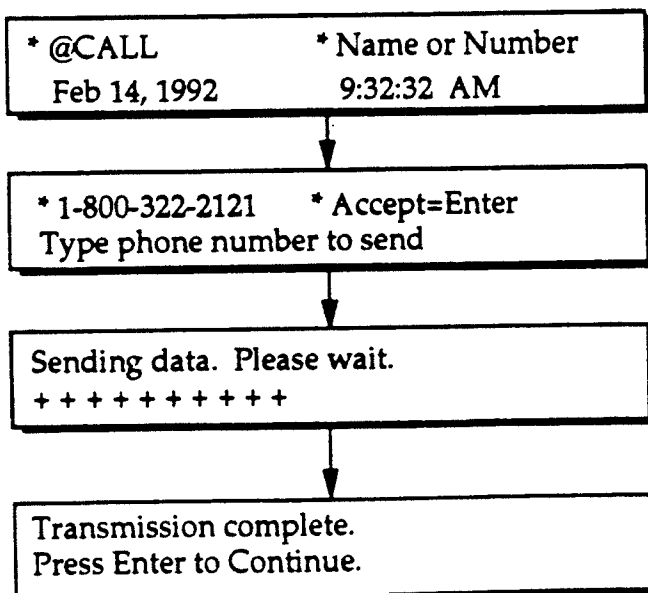 * @CALL * Name or Number
Feb 14, 1992 9:32:32 AM
* 1-800-322-2121 * Accept=Enter
Type phone number to send
Sending data. Please wait.
+ + + + + + + + + +
Transmission complete.
Press Enter to Continue.